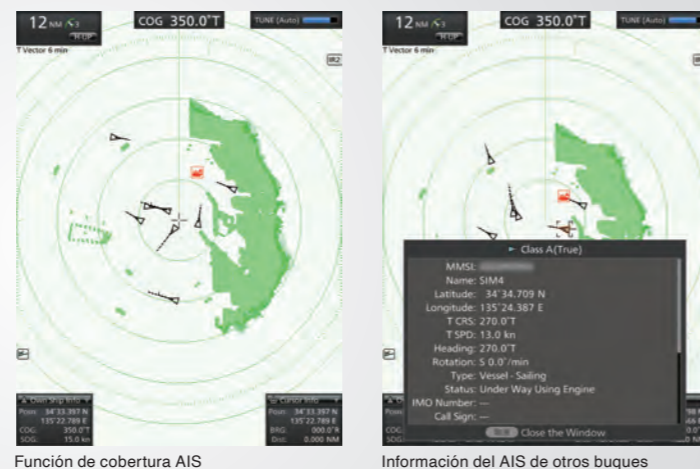 12 NM
3
H UP
T Vector 6 min
COG 350.0°T
TUNE (Auto)
IR2
Own Ship Info
Posn: 34°33.397 N
135°22.789 E
COG: 350.0°T
SOG: 15.0 kn
Cursor Info
Posn: 34°33.397 N
135°22.789 E
BRG: 000.0°R
Dist: 0.000 NM
Función de cobertura AIS
12 NM
3
H UP
T Vector 6 min
COG 350.0°T
TUNE (Auto)
Class A(True)
MMSI:
Name: SIM4
Latitude: 34°34.709 N
Longitude: 135°24.387 E
T CRS: 270.0°T
T SPD: 13.0 kn
Heading: 270.0°T
Rotation: S 0.0°/min
Type: Vessel - Sailing
Status: Under Way Using Engine
IMO Number: ---
Call Sign: ---
Close the Window
Información del AIS de otros buques